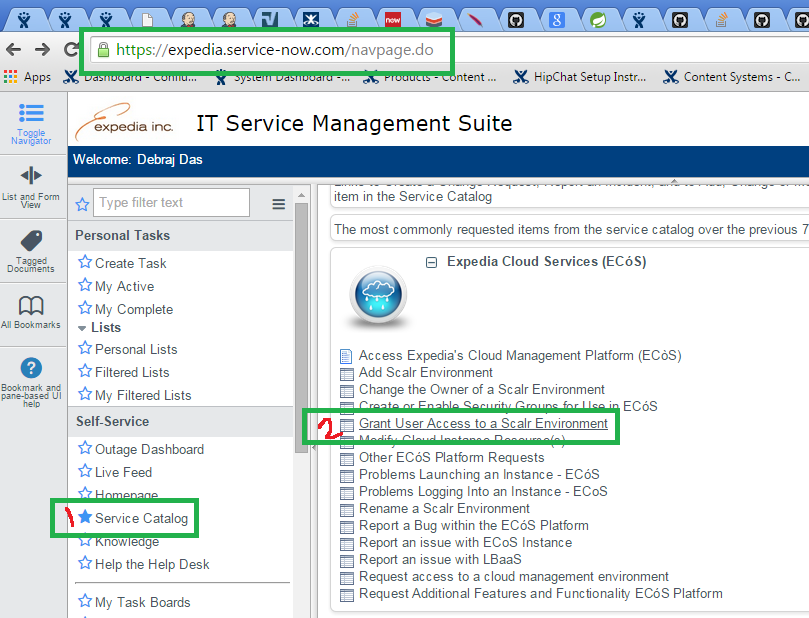 new
https://expedia.service-now.com/navpage.do
Apps
Dashboard - Conflu...
System Dashboard -...
Products - Content ...
HipChat Setup Instr...
Content Systems - C...
Toggle
Navigator
expedia inc.
IT Service Management Suite
Welcome: Debraj Das
List and Form
View
Type filter text
item in the Service Catalog
Personal Tasks
The most commonly requested items from the service catalog over the previous 7
Create Task
My Active
My Complete
Lists
Personal Lists
Filtered Lists
My Filtered Lists
Tagged
Documents
All Bookmarks
Bookmark and
pane-based UI
help
Self-Service
Outage Dashboard
Live Feed
Homepage
1
Service Catalog
Knowledge
Help the Help Desk
My Task Boards
Expedia Cloud Services (ECóS)
Access Expedia's Cloud Management Platform (ECóS)
Add Scalr Environment
Change the Owner of a Scalr Environment
Create or Enable Security Groups for Use in ECóS
2
Grant User Access to a Scalr Environment
Modify Cloud Instance Resource(s)
Other ECóS Platform Requests
Problems Launching an Instance - ECóS
Problems Logging Into an Instance - ECoS
Rename a Scalr Environment
Report a Bug within the ECóS Platform
Report an issue with ECoS Instance
Report an issue with LBaaS
Request access to a cloud management environment
Request Additional Features and Functionality ECóS Platform